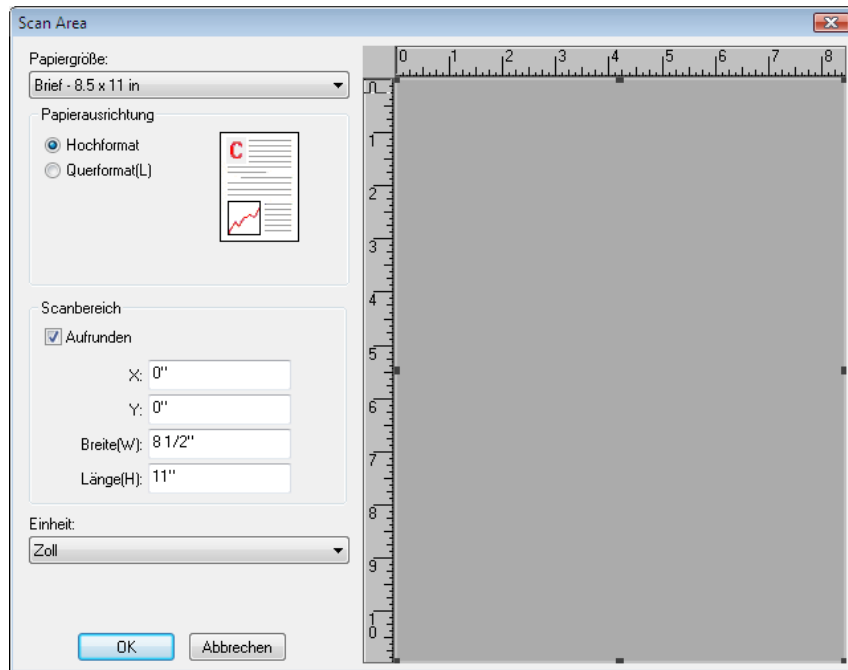 Scan Area
Papiergröße:
Brief - 8.5 x 11 in
Papierausrichtung
Hochformat
Querformat(L)
C
Scanbereich
Aufrunden
X: 0"
Y: 0"
Breite(W): 8 1/2"
Länge(H): 11"
Einheit:
Zoll
OK Abbrechen
0 1 2 3 4 5 6 7 8
1
2
3
4
5
6
7
8
9
10